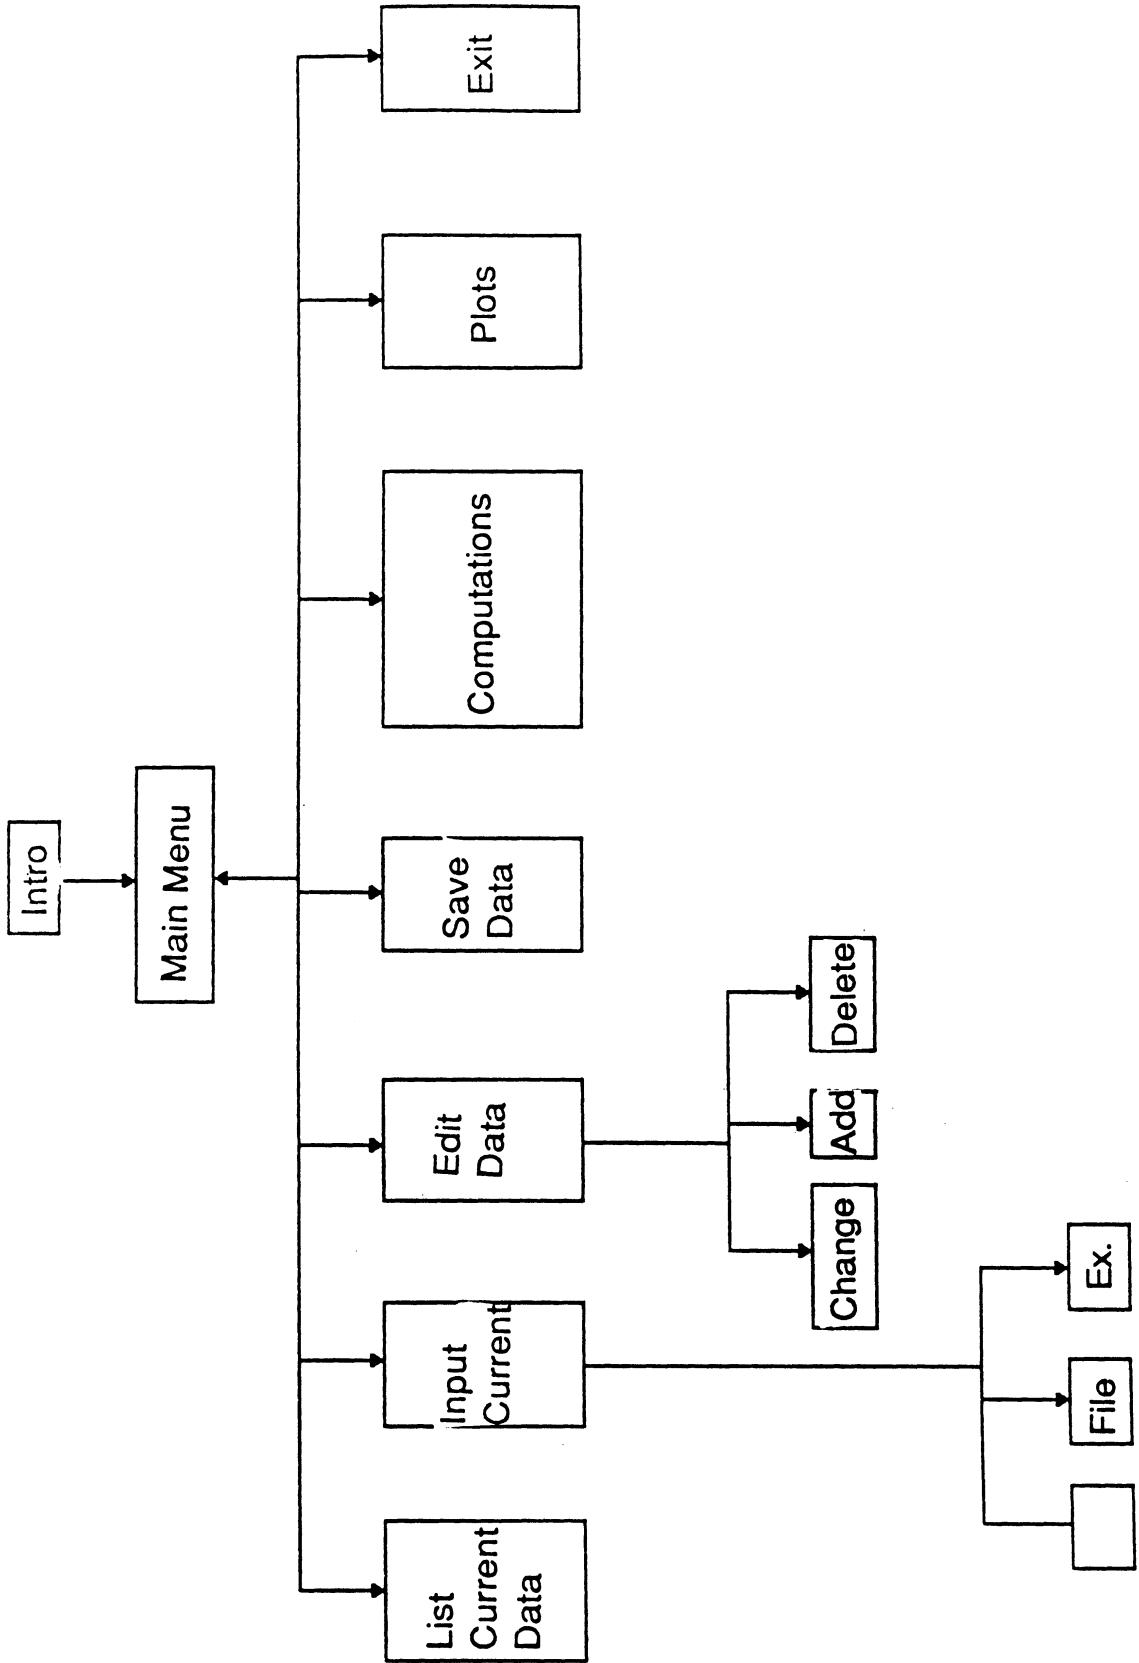 Intro
Main Menu
List
Current
Data
Input
Current
Edit
Data
Save
Data
Computations
Plots
Exit
Change
Add
Delete
File
Ex.